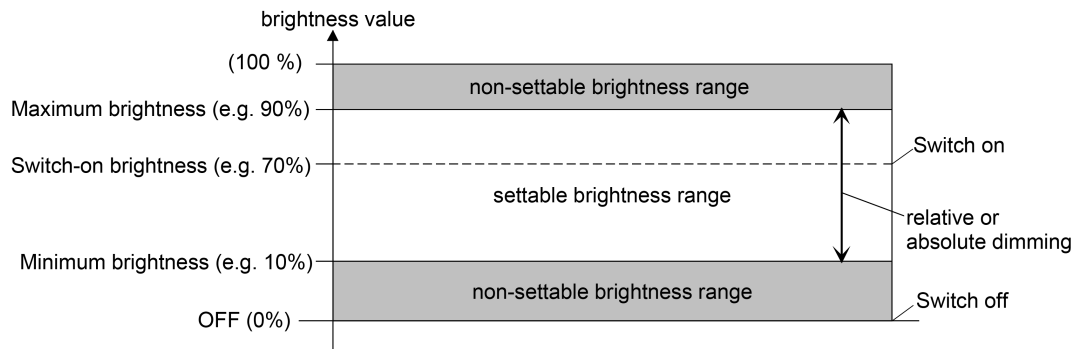 brightness value
(100 %)
non-settable brightness range
Maximum brightness (e.g. 90%)
Switch on
Switch-on brightness (e.g. 70%)
settable brightness range
relative or
absolute dimming
Minimum brightness (e.g. 10%)
non-settable brightness range
Switch off
OFF (0%)